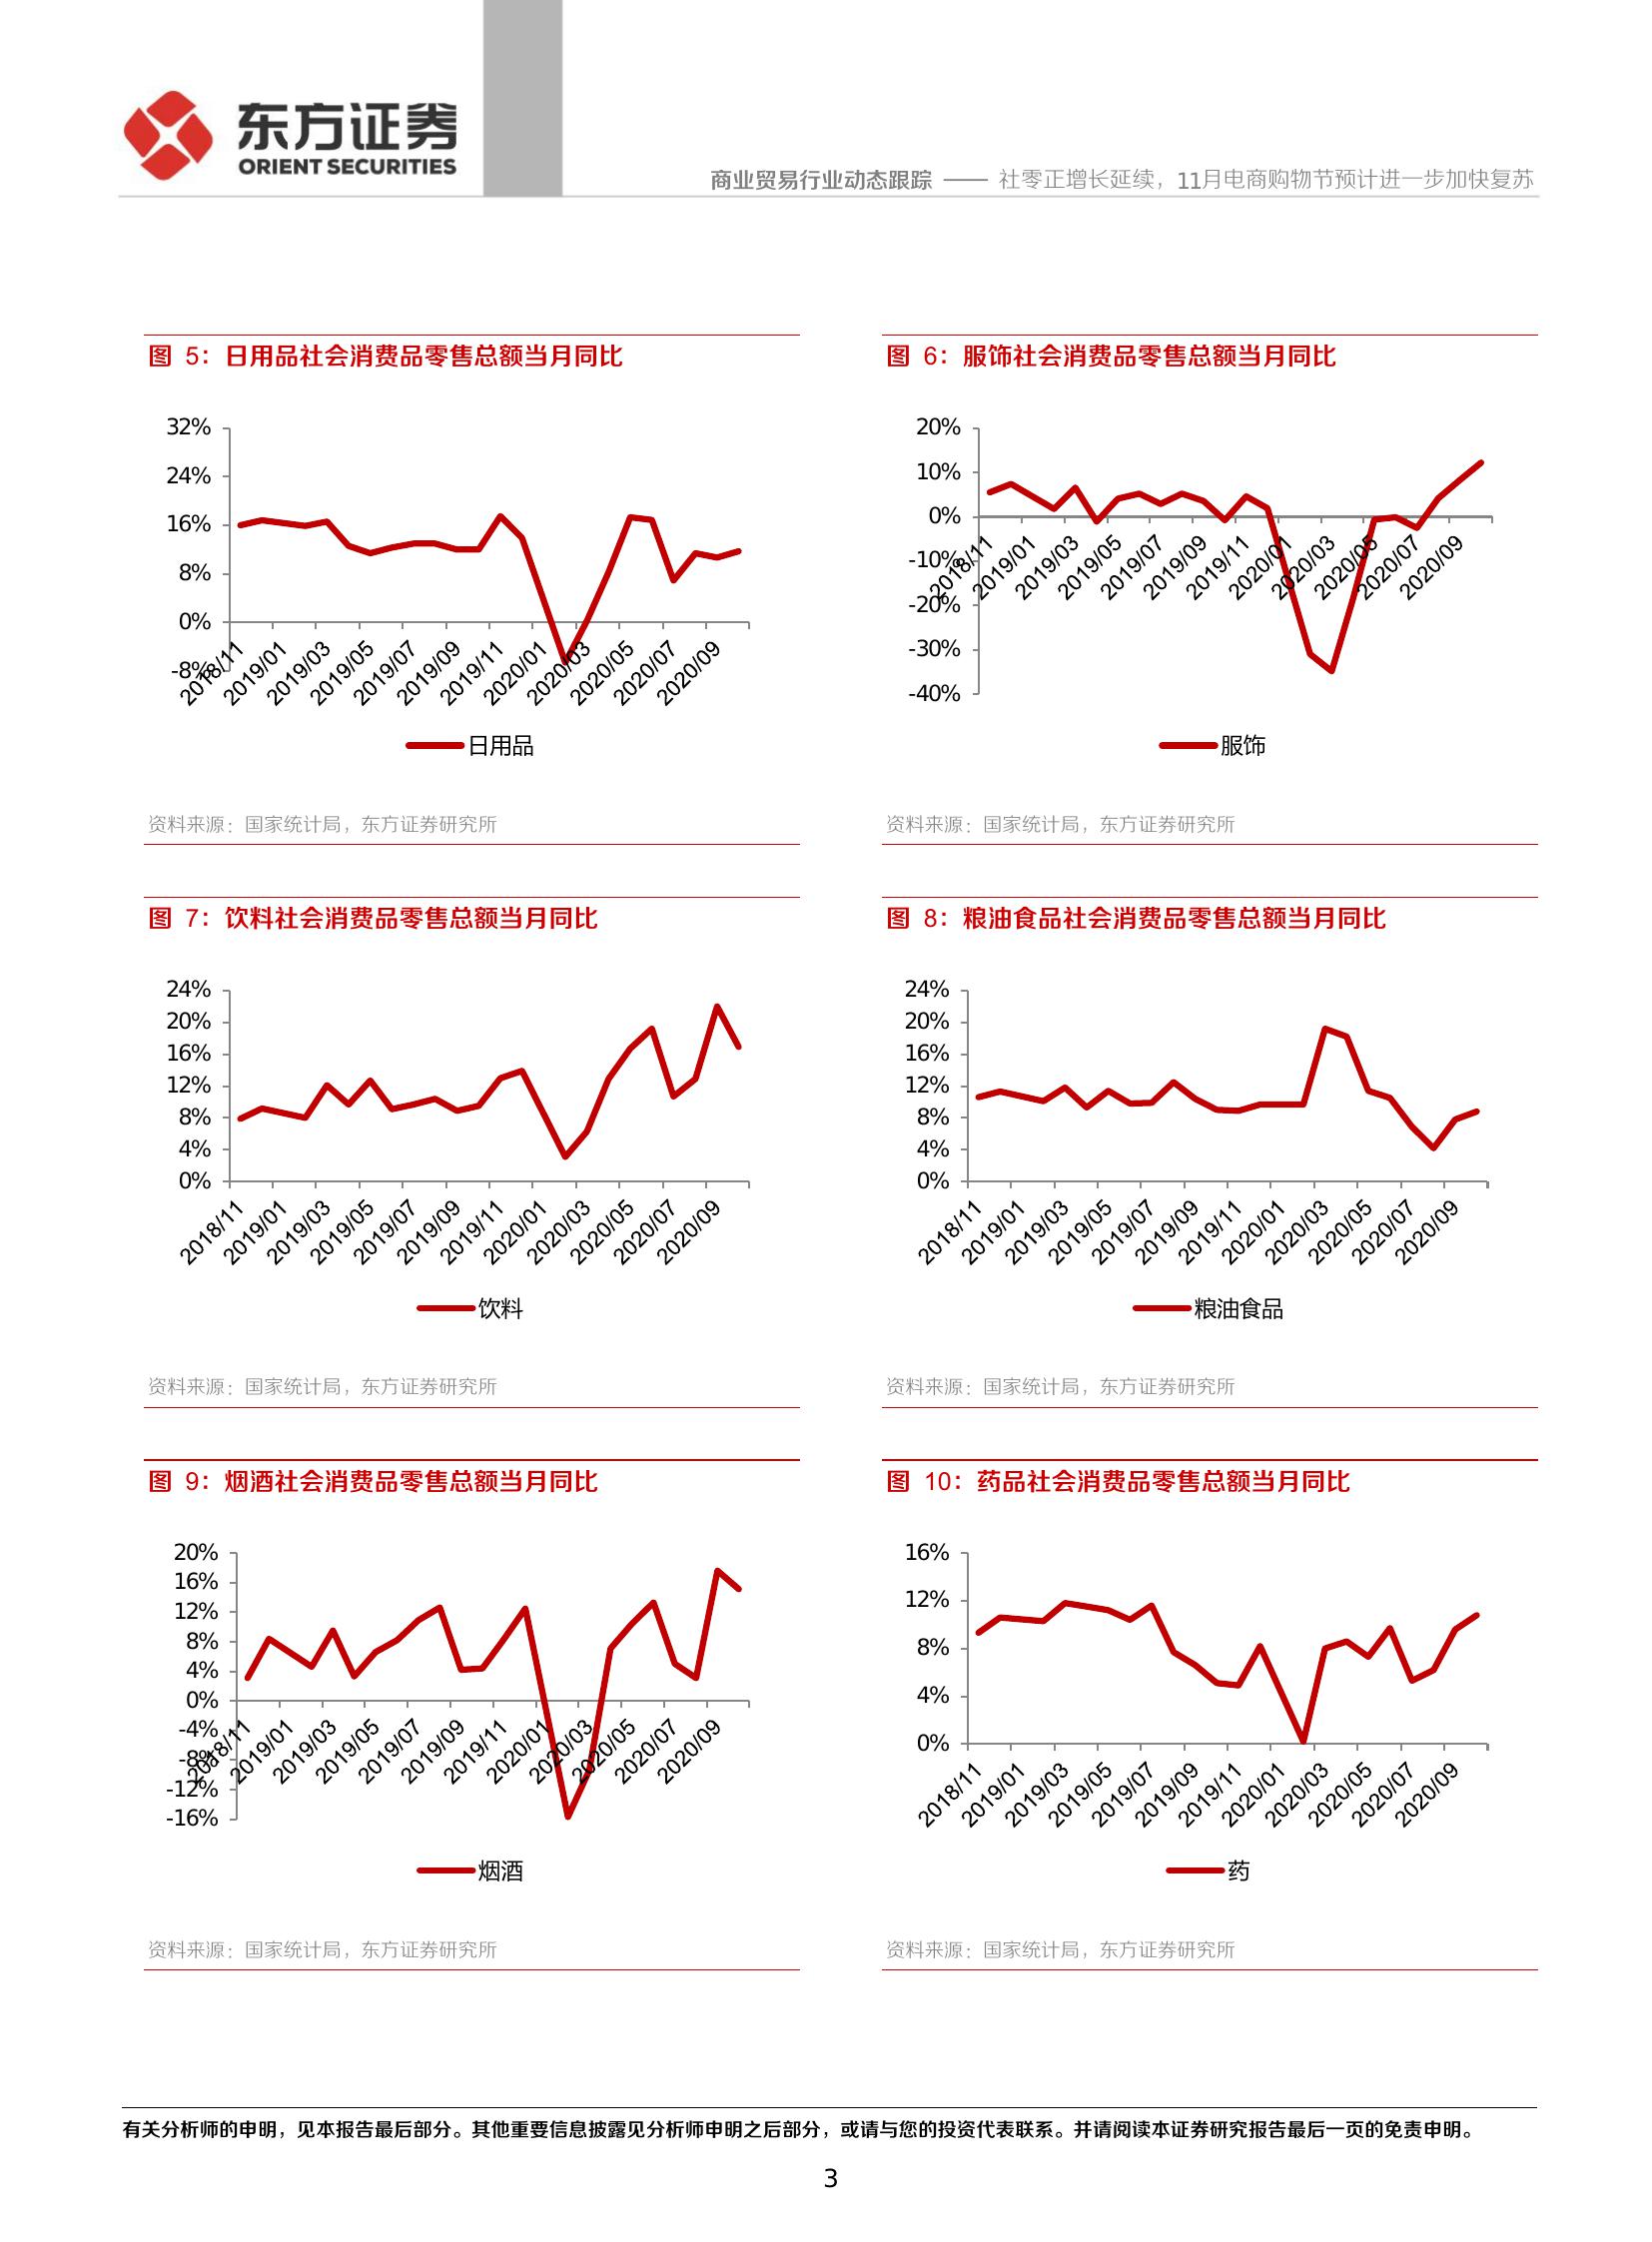 东方证券
ORIENT SECURITIES
商业贸易行业动态跟踪 —— 社零正增长延续，11月电商购物节预计进一步加快复苏
图 5：日用品社会消费品零售总额当月同比
32%
24%
16%
8%
0%
-8%
2018/11 2019/01 2019/03 2019/05 2019/07 2019/09 2019/11 2020/01 2020/03 2020/05 2020/07 2020/09
日用品
资料来源：国家统计局，东方证券研究所
图 6：服饰社会消费品零售总额当月同比
20%
10%
0%
-10%
-20%
-30%
-40%
2018/11 2019/01 2019/03 2019/05 2019/07 2019/09 2019/11 2020/01 2020/03 2020/05 2020/07 2020/09
服饰
资料来源：国家统计局，东方证券研究所
图 7：饮料社会消费品零售总额当月同比
24%
20%
16%
12%
8%
4%
0%
2018/11 2019/01 2019/03 2019/05 2019/07 2019/09 2019/11 2020/01 2020/03 2020/05 2020/07 2020/09
饮料
资料来源：国家统计局，东方证券研究所
图 8：粮油食品社会消费品零售总额当月同比
24%
20%
16%
12%
8%
4%
0%
2018/11 2019/01 2019/03 2019/05 2019/07 2019/09 2019/11 2020/01 2020/03 2020/05 2020/07 2020/09
粮油食品
资料来源：国家统计局，东方证券研究所
图 9：烟酒社会消费品零售总额当月同比
20%
16%
12%
8%
4%
0%
-4%
-8%
-12%
-16%
2018/11 2019/01 2019/03 2019/05 2019/07 2019/09 2019/11 2020/01 2020/03 2020/05 2020/07 2020/09
烟酒
资料来源：国家统计局，东方证券研究所
图 10：药品社会消费品零售总额当月同比
16%
12%
8%
4%
0%
2018/11 2019/01 2019/03 2019/05 2019/07 2019/09 2019/11 2020/01 2020/03 2020/05 2020/07 2020/09
药
资料来源：国家统计局，东方证券研究所
有关分析师的申明，见本报告最后部分。其他重要信息披露见分析师申明之后部分，或请与您的投资代表联系。并请阅读本证券研究报告最后一页的免责申明。
3